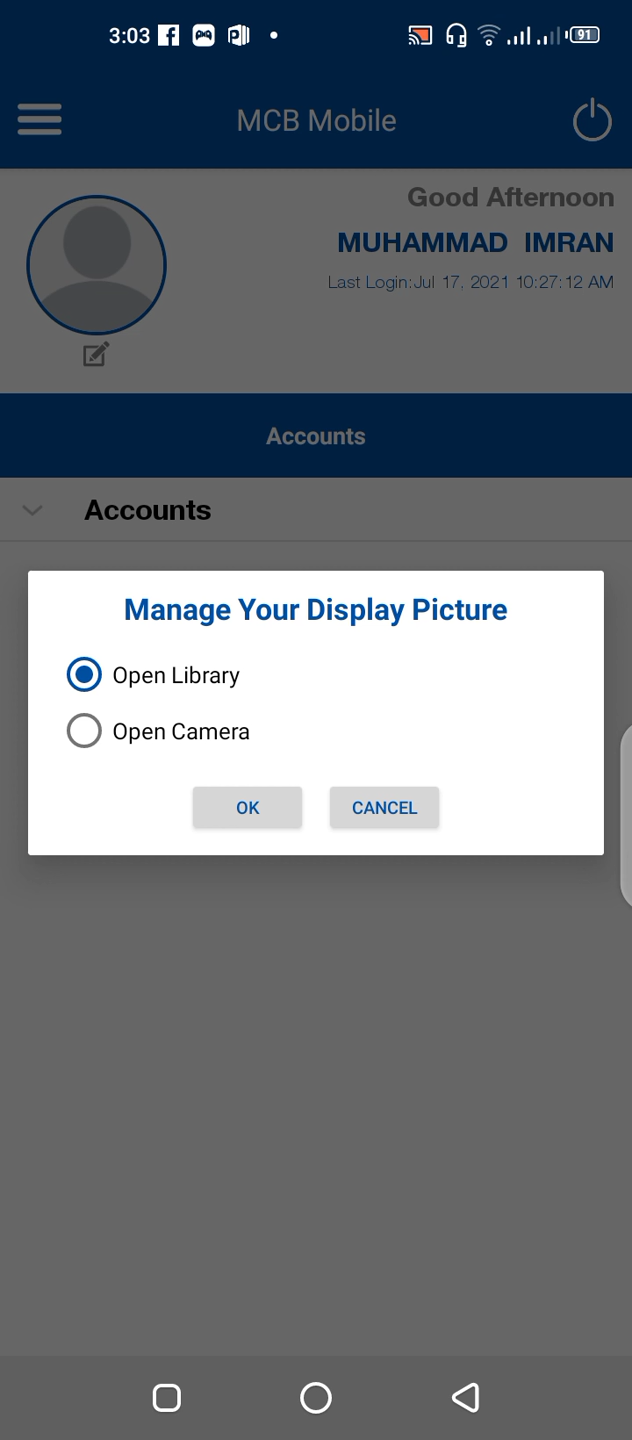 3:03
91
MCB Mobile
Good Afternoon
MUHAMMAD IMRAN
Last Login:Jul 17, 2021 10:27:12 AM
Accounts
Accounts
Manage Your Display Picture
Open Library
Open Camera
OK CANCEL